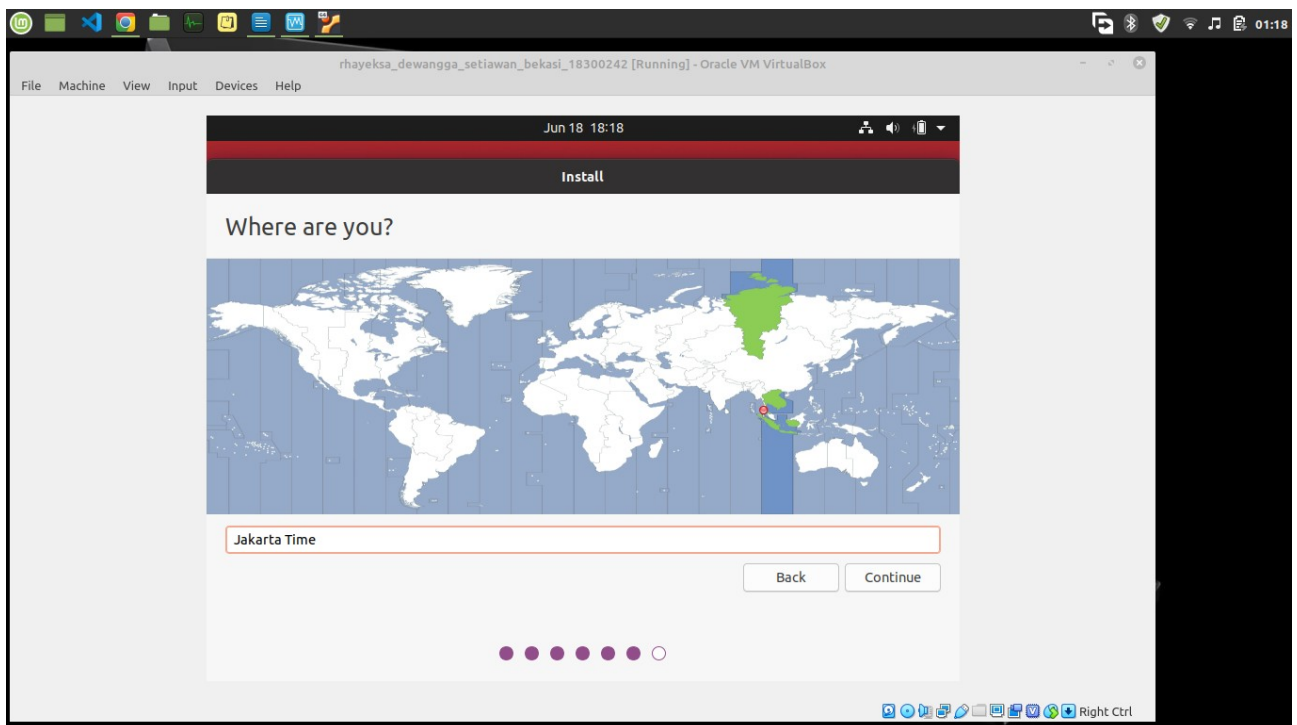 01:18
rhayeksa_dewangga_setiawan_bekasi_18300242 [Running] - Oracle VM VirtualBox
File Machine View Input Devices Help
Jun 18 18:18
Install
Where are you?
Jakarta Time
Back Continue
Right Ctrl